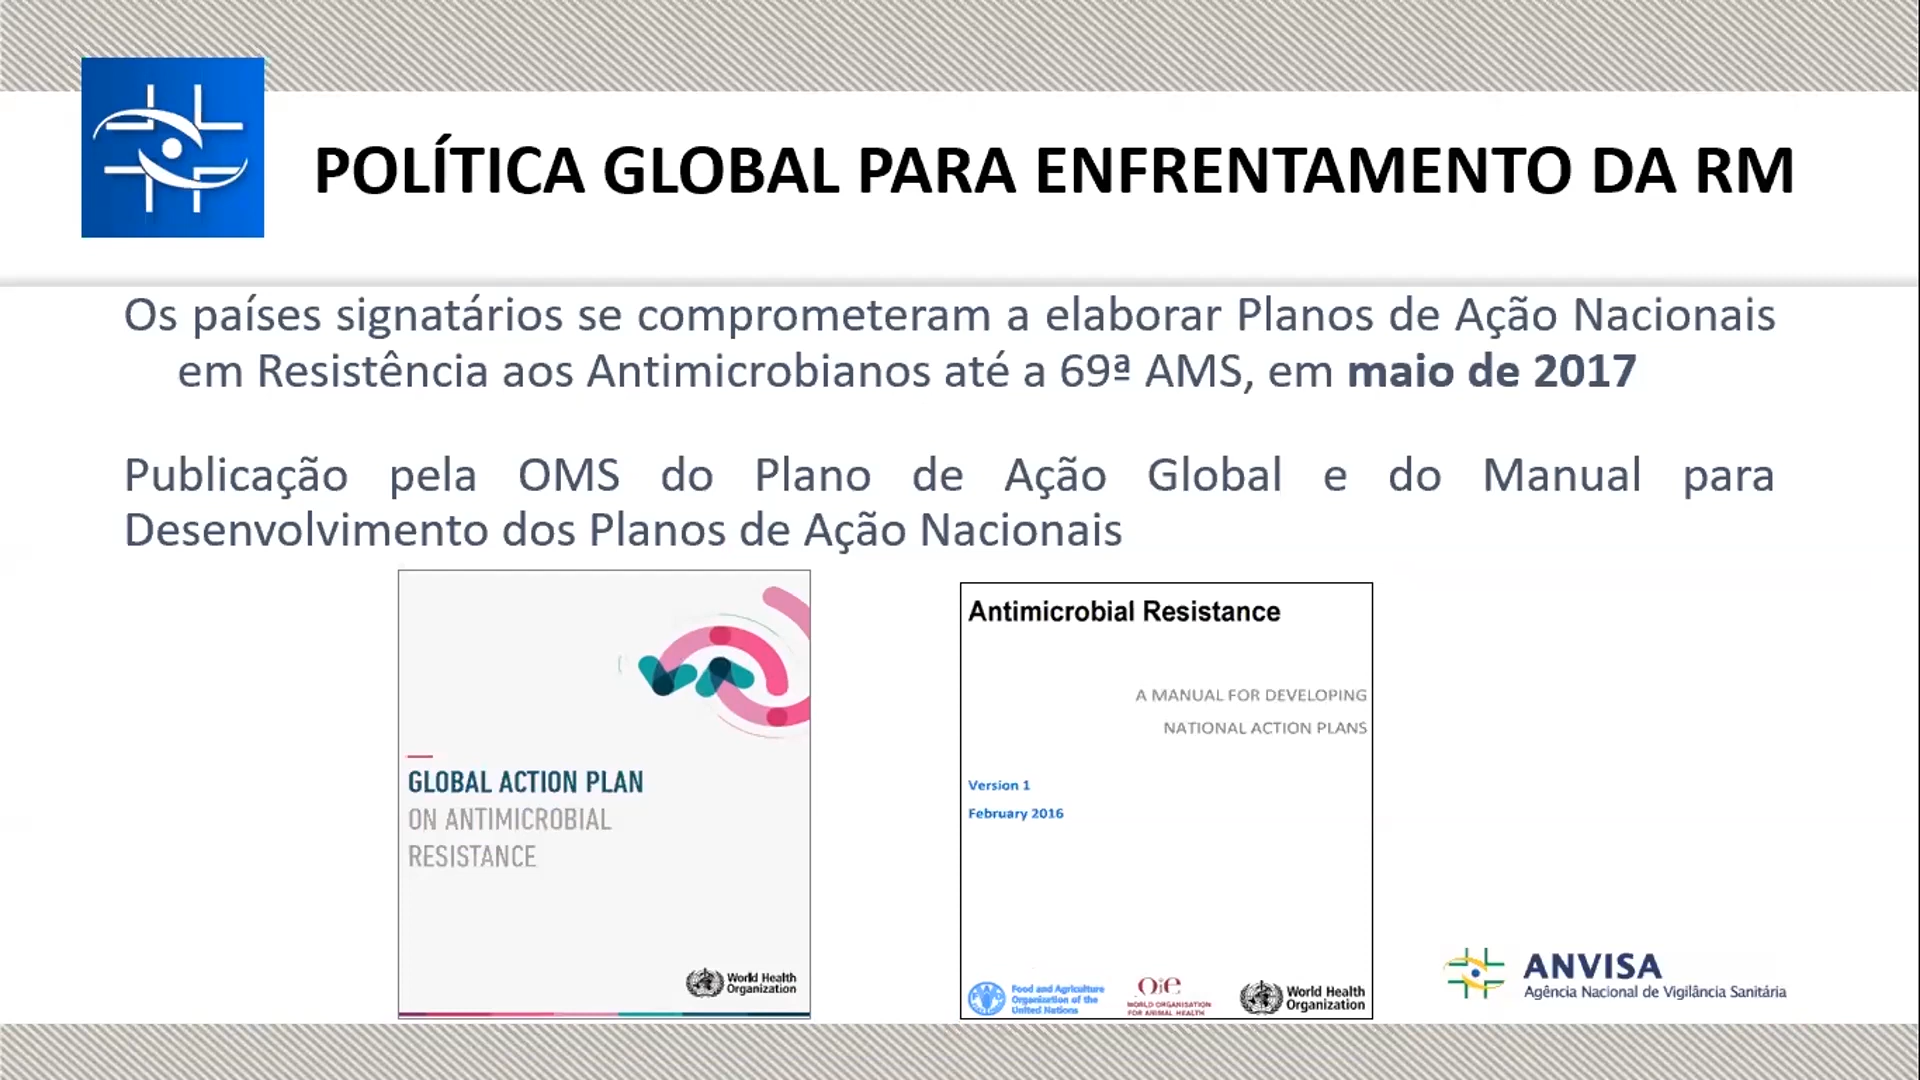 POLÍTICA GLOBAL PARA ENFRENTAMENTO DA RM
Os países signatários se comprometeram a elaborar Planos de Ação Nacionais
em Resistência aos Antimicrobianos até a 69ª AMS, em maio de 2017
Publicação pela OMS do Plano de Ação Global e do Manual para
Desenvolvimento dos Planos de Ação Nacionais
GLOBAL ACTION PLAN
ON ANTIMICROBIAL
RESISTANCE
World Health
Organization
Antimicrobial Resistance
A MANUAL FOR DEVELOPING
NATIONAL ACTION PLANS
Version 1
February 2016
Food and Agriculture
Organization of the
United Nations
Oie
WORLD ORGANISATION
FOR ANIMAL HEALTH
World Health
Organization
ANVISA
Agência Nacional de Vigilância Sanitária